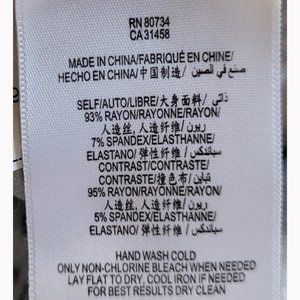 RN 80734
CA 31458
MADE IN CHINA/FABRIQUÉ EN CHINE/
HECHO EN CHINA/中国制造/ صنع في الصين
SELF/AUTO/LIBRE/大身面料/ ذاتي
93% RAYON/RAYONNE/RAYON/
人造丝, 人造纤维/ ريون/
7% SPANDEX/ELASTHANNE/
ELASTANO/ 弹性纤维/ سباندكس
CONTRAST/CONTRASTE/
CONTRASTE/撞色布/ تباين
95% RAYON/RAYONNE/RAYON/
人造丝, 人造纤维/ ريون/
5% SPANDEX/ELASTHANNE/
ELASTANO/ 弹性纤维/ سباندكس
HAND WASH COLD
ONLY NON-CHLORINE BLEACH WHEN NEEDED
LAY FLAT TO DRY, COOL IRON IF NEEDED
FOR BEST RESULTS DRY CLEAN